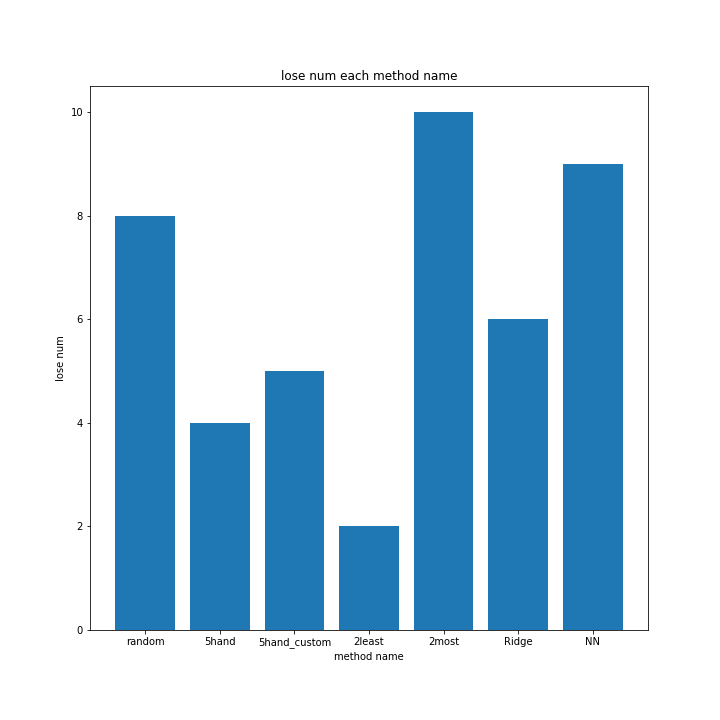 lose num each method name
10
8
6
4
2
0
lose num
random 5hand 5hand_custom 2least 2most Ridge NN
method name